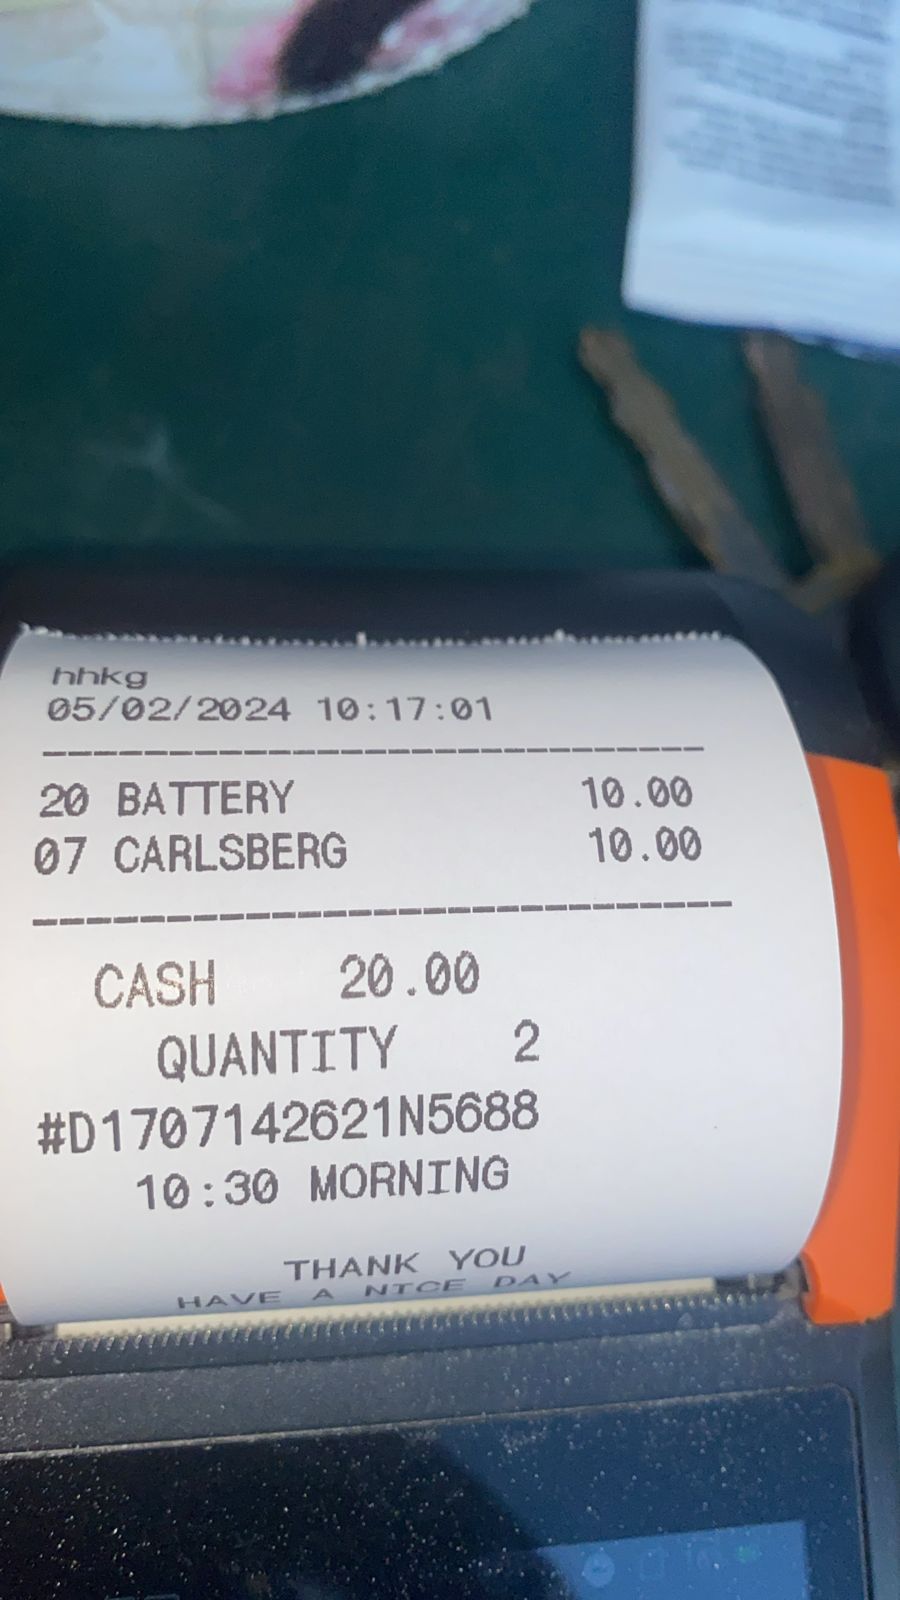 hhkg
05/02/2024 10:17:01
--------------------------
20 BATTERY 10.00
07 CARLSBERG 10.00
--------------------------
CASH 20.00
QUANTITY 2
#D1707142621N5688
10:30 MORNING
THANK YOU
HAVE A NICE DAY